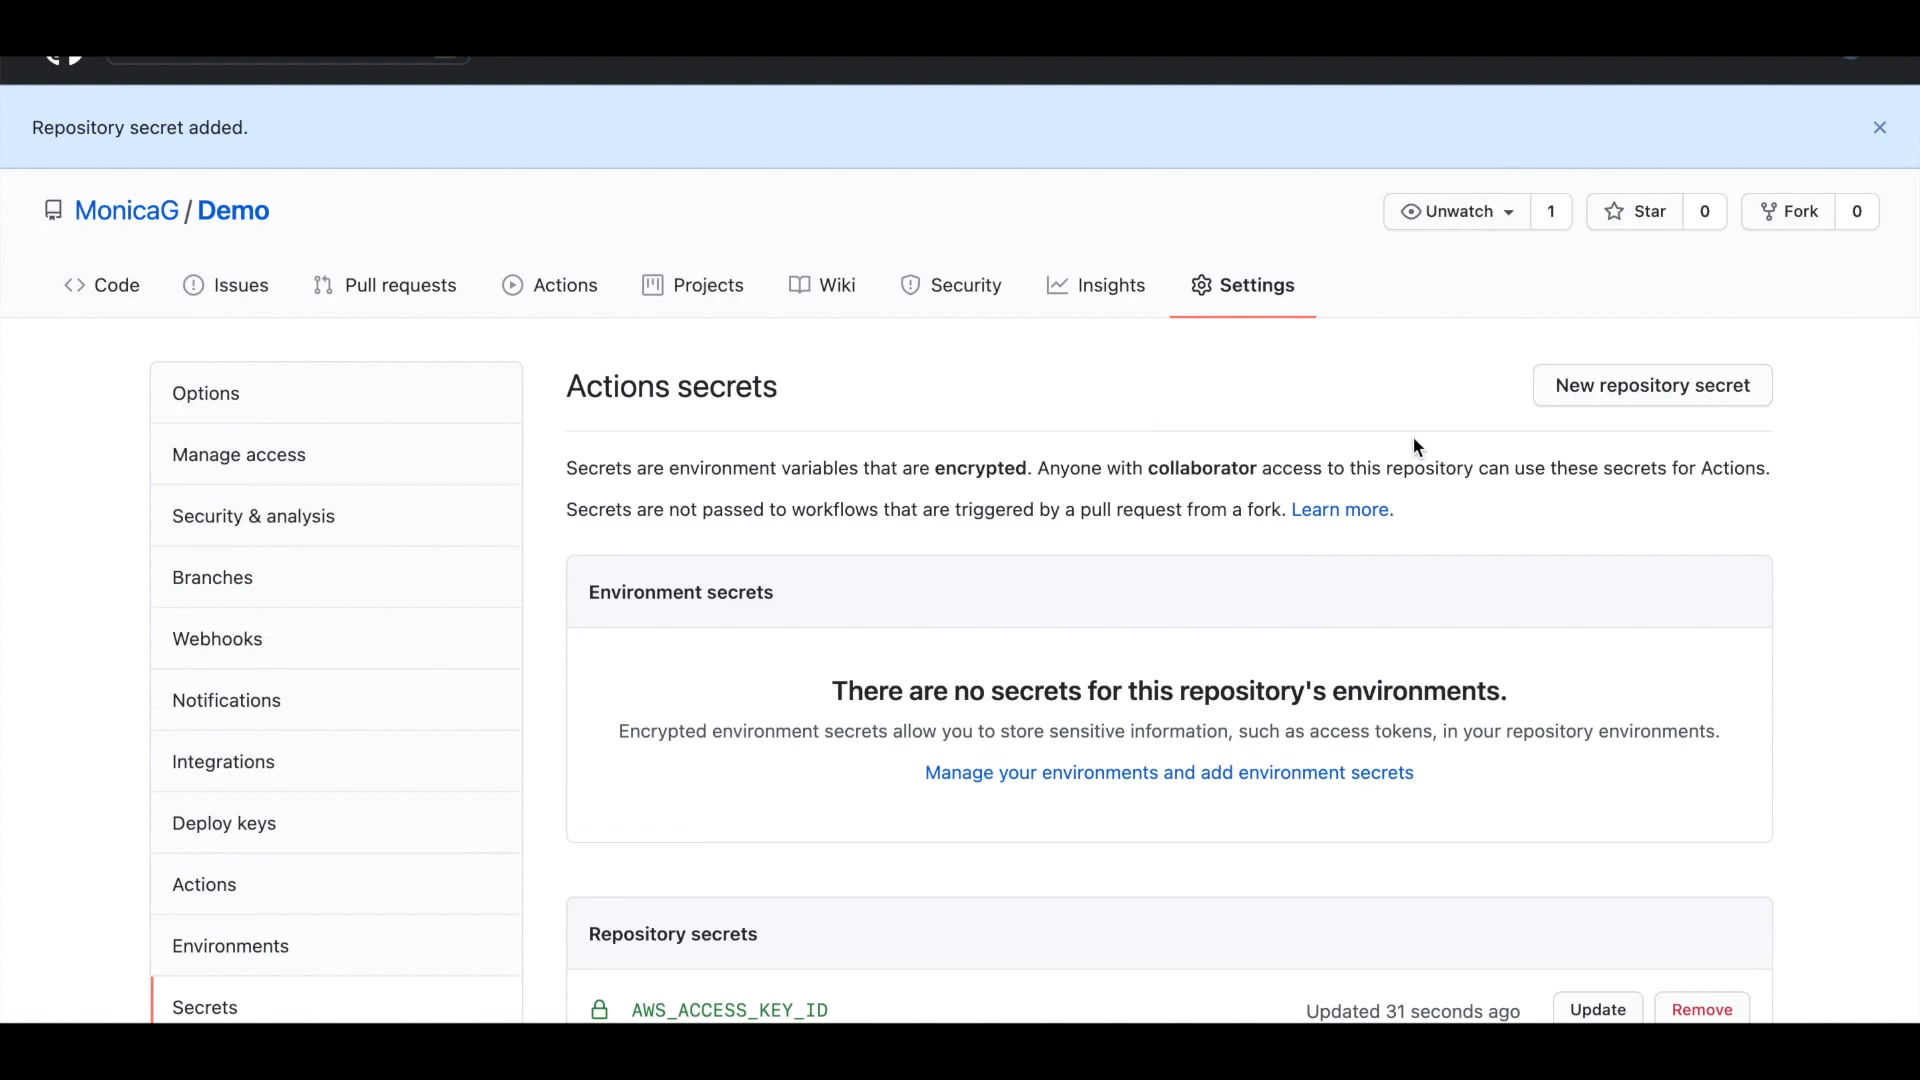 Repository secret added.
MonicaG / Demo
Unwatch 1 Star 0 Fork 0
Code Issues Pull requests Actions Projects Wiki Security Insights Settings
Options
Manage access
Security & analysis
Branches
Webhooks
Notifications
Integrations
Deploy keys
Actions
Environments
Secrets
Actions secrets
New repository secret
Secrets are environment variables that are encrypted. Anyone with collaborator access to this repository can use these secrets for Actions.
Secrets are not passed to workflows that are triggered by a pull request from a fork. Learn more.
Environment secrets
There are no secrets for this repository's environments.
Encrypted environment secrets allow you to store sensitive information, such as access tokens, in your repository environments.
Manage your environments and add environment secrets
Repository secrets
AWS_ACCESS_KEY_ID Updated 31 seconds ago Update Remove